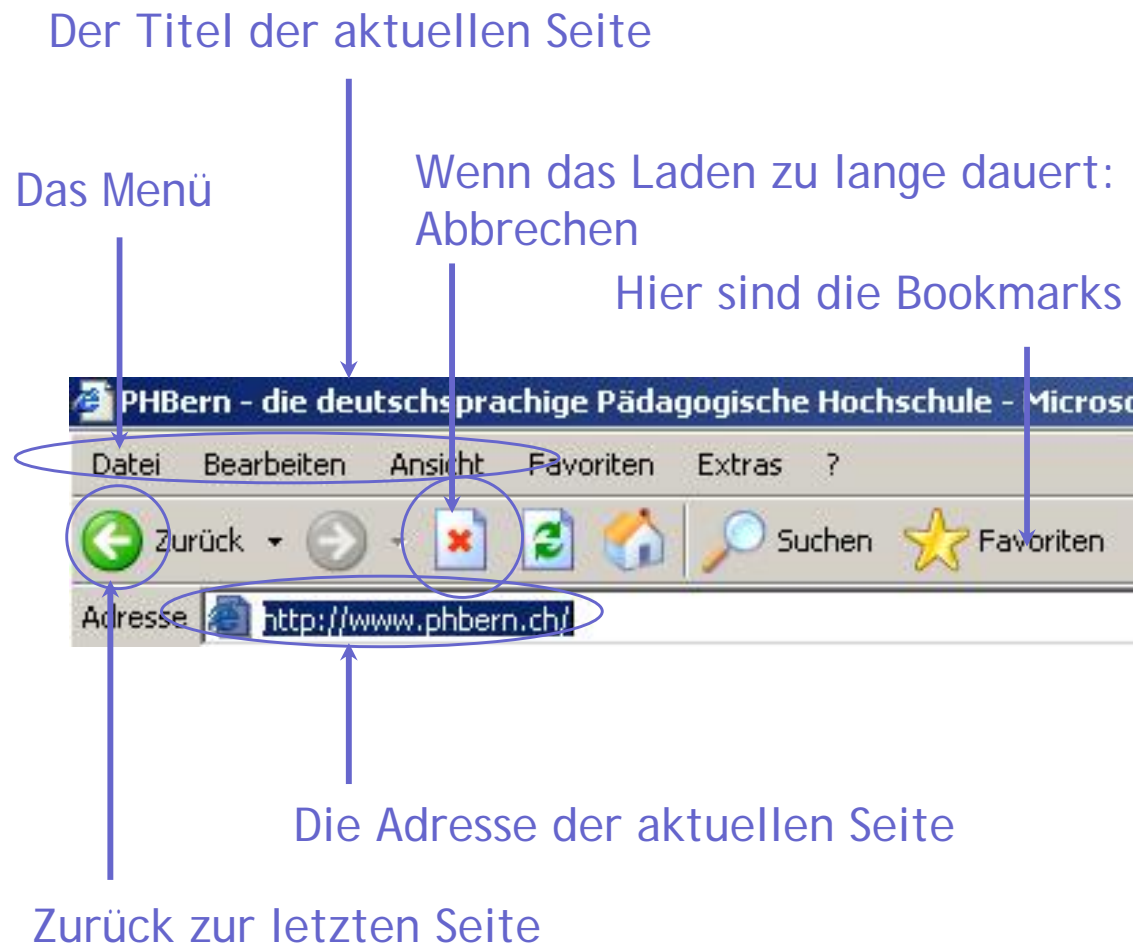 Der Titel der aktuellen Seite
Das Menü
Wenn das Laden zu lange dauert:
Abbrechen
Hier sind die Bookmarks
PHBern - die deutschsprachige Pädagogische Hochschule - Microso
Datei Bearbeiten Ansicht Favoriten Extras ?
Zurück Suchen Favoriten
Adresse http://www.phbern.ch/
Die Adresse der aktuellen Seite
Zurück zur letzten Seite